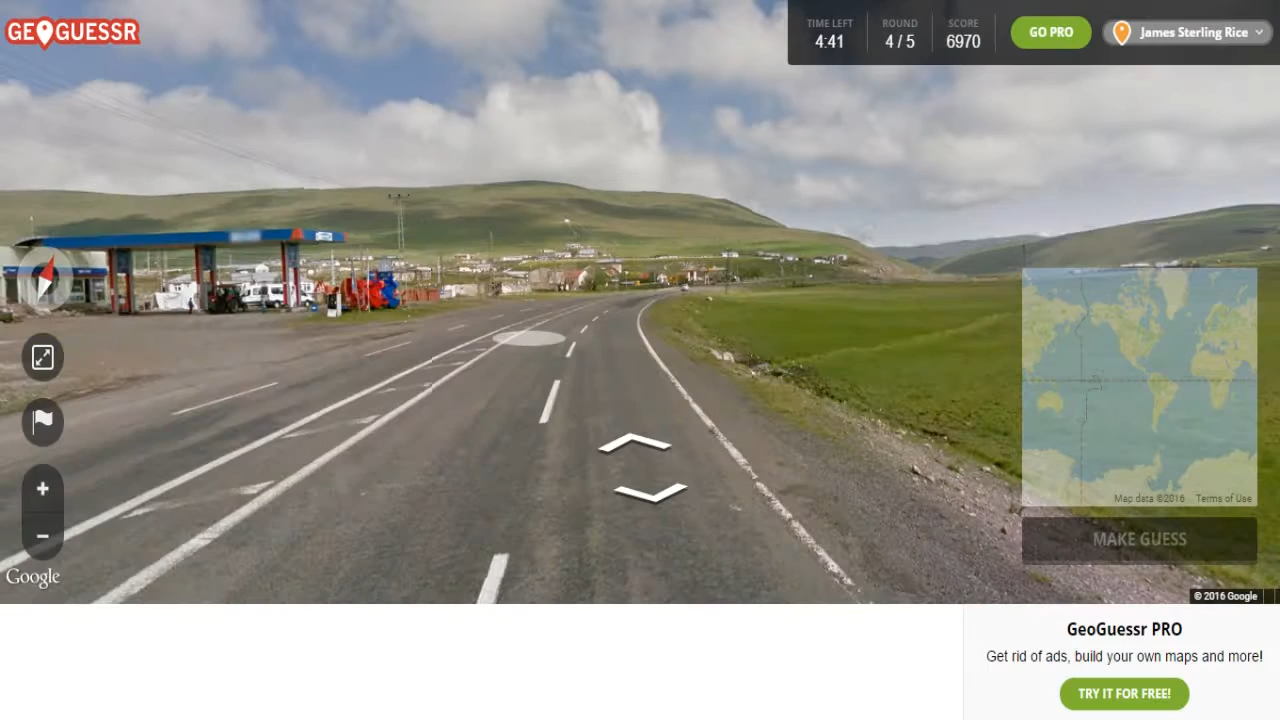 GEOGUESSR
TIME LEFT
4:41
ROUND
4 / 5
SCORE
6970
GO PRO
James Sterling Rice
Map data ©2016 Terms of Use
MAKE GUESS
Google
© 2016 Google
GeoGuessr PRO
Get rid of ads, build your own maps and more!
TRY IT FOR FREE!